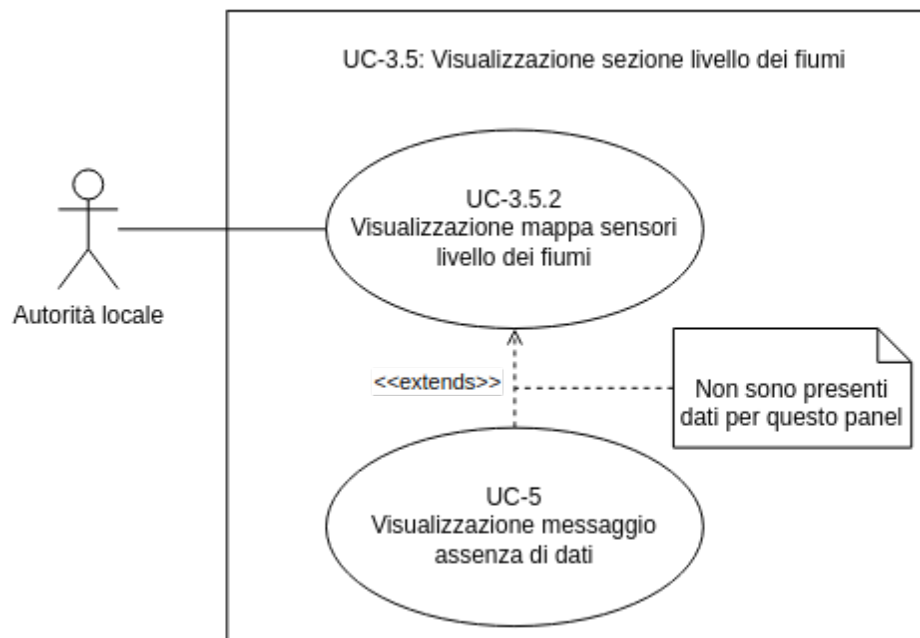 UC-3.5: Visualizzazione sezione livello dei fiumi
UC-3.5.2
Visualizzazione mappa sensori
livello dei fiumi
Autorità locale
<<extends>>
Non sono presenti
dati per questo panel
UC-5
Visualizzazione messaggio
assenza di dati